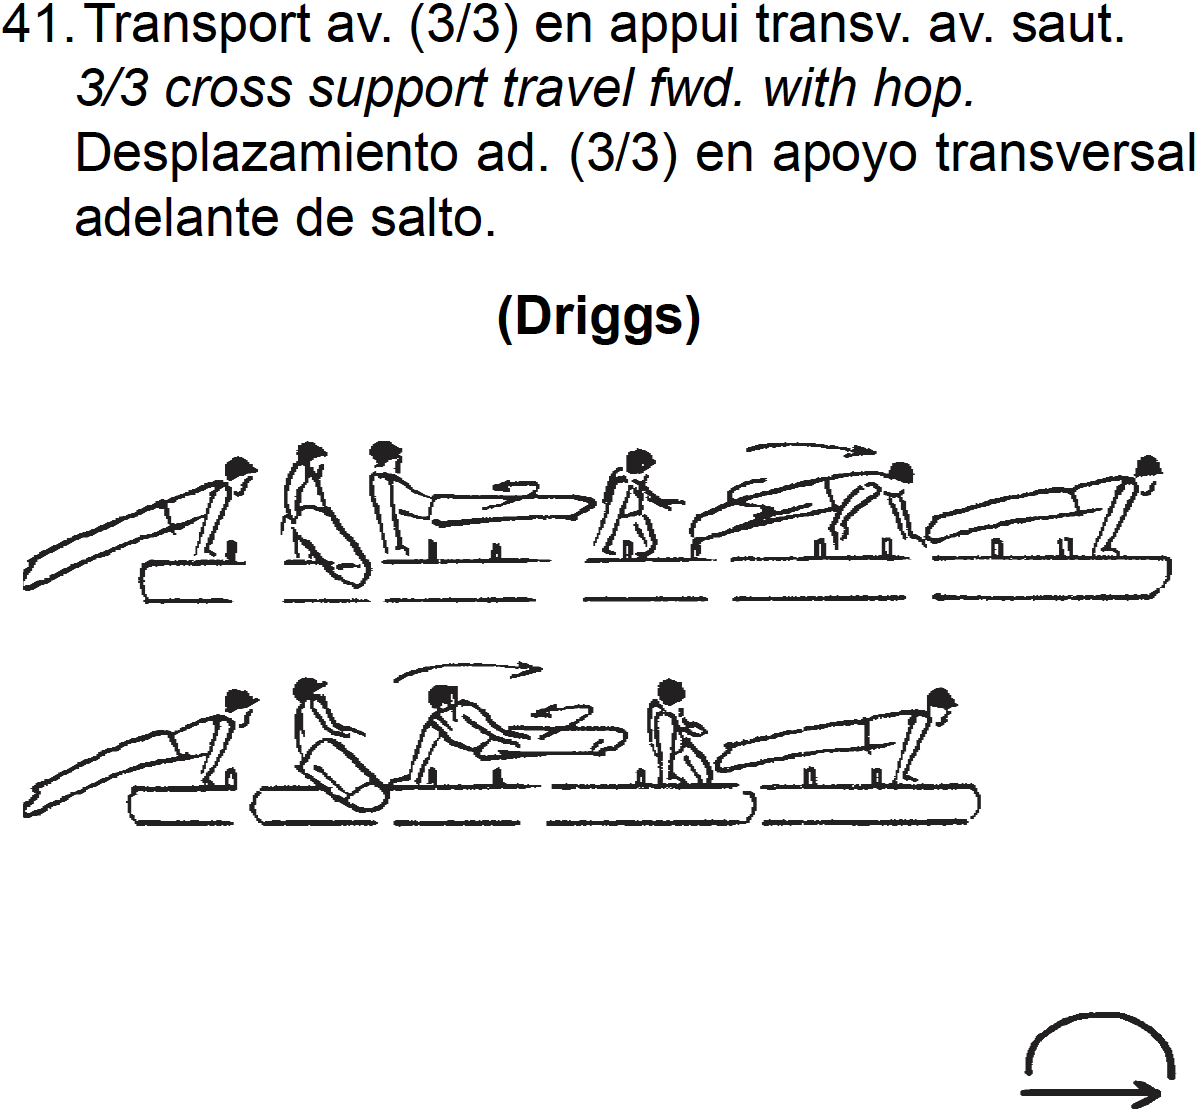 41. Transport av. (3/3) en appui transv. av. saut.
3/3 cross support travel fwd. with hop.
Desplazamiento ad. (3/3) en apoyo transversal
adelante de salto.
(Driggs)